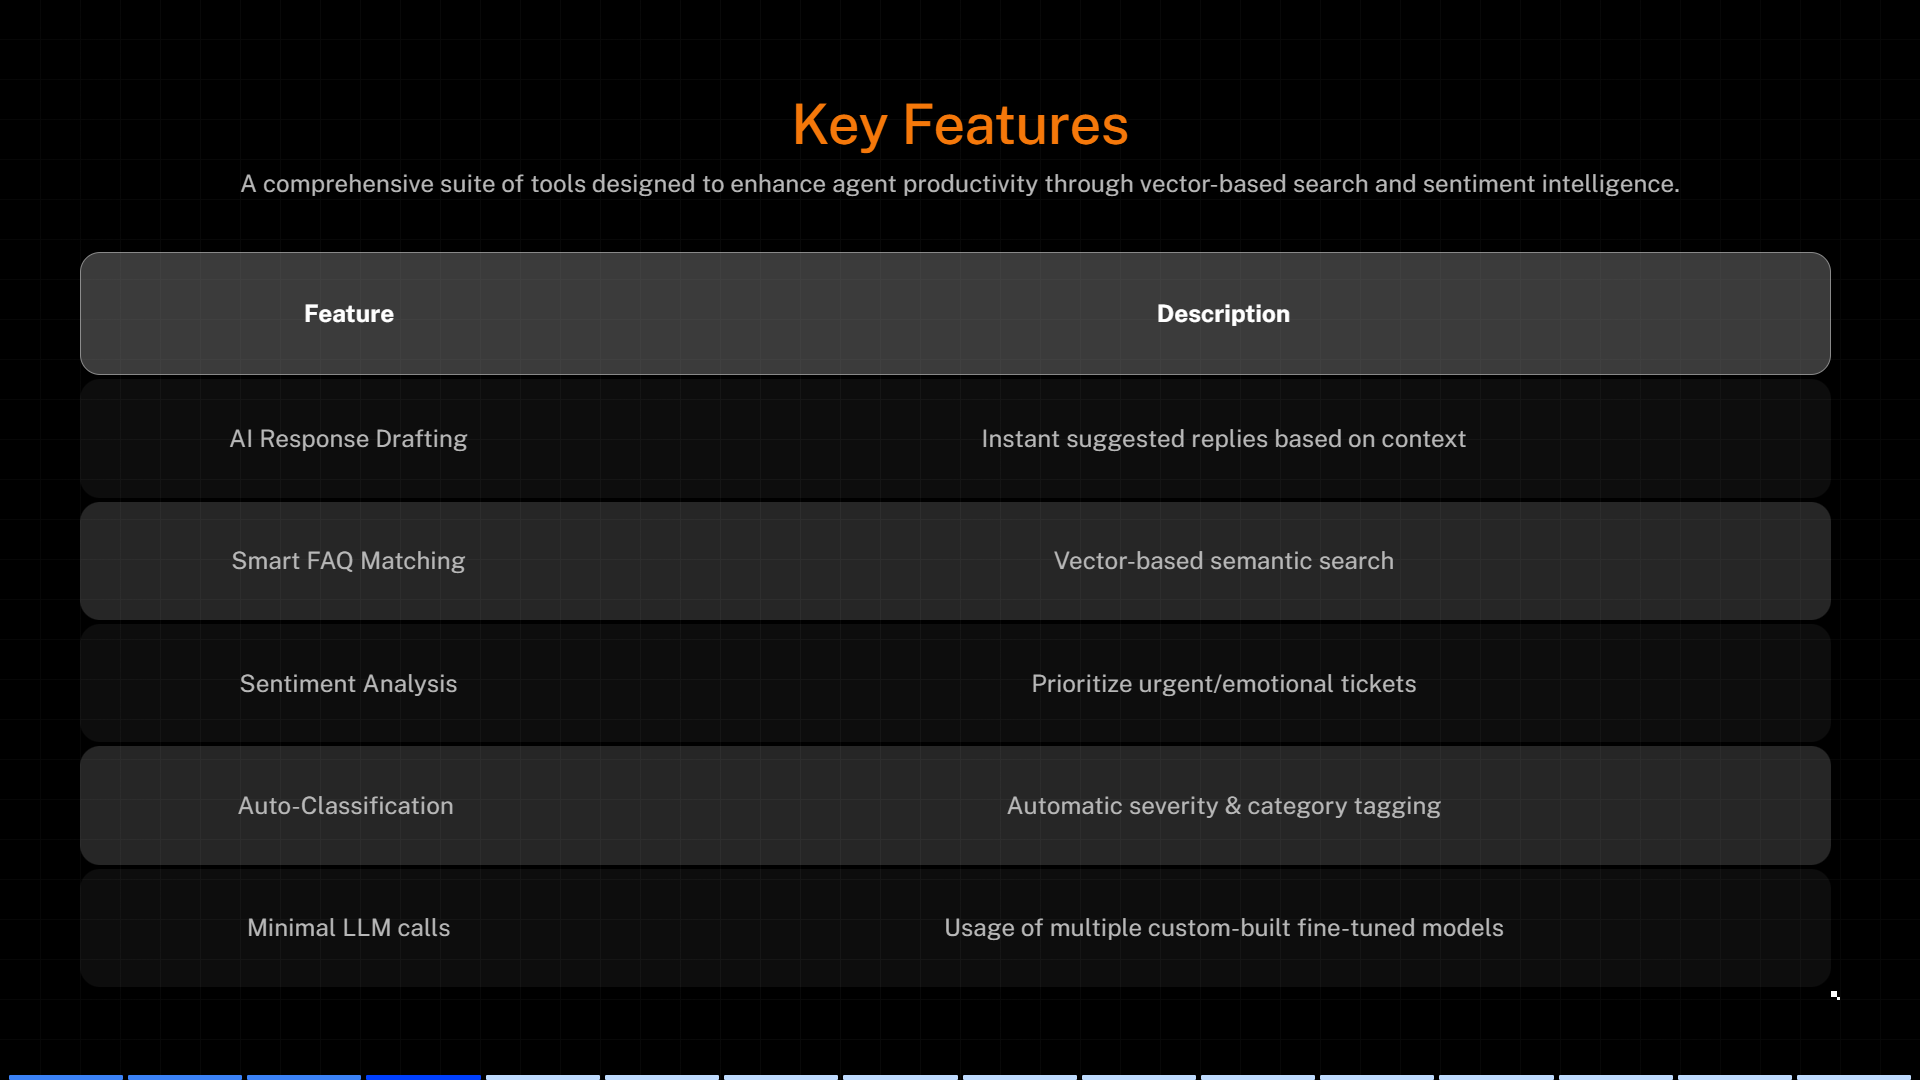 Key Features
A comprehensive suite of tools designed to enhance agent productivity through vector-based search and sentiment intelligence.
Feature Description
AI Response Drafting Instant suggested replies based on context
Smart FAQ Matching Vector-based semantic search
Sentiment Analysis Prioritize urgent/emotional tickets
Auto-Classification Automatic severity & category tagging
Minimal LLM calls Usage of multiple custom-built fine-tuned models